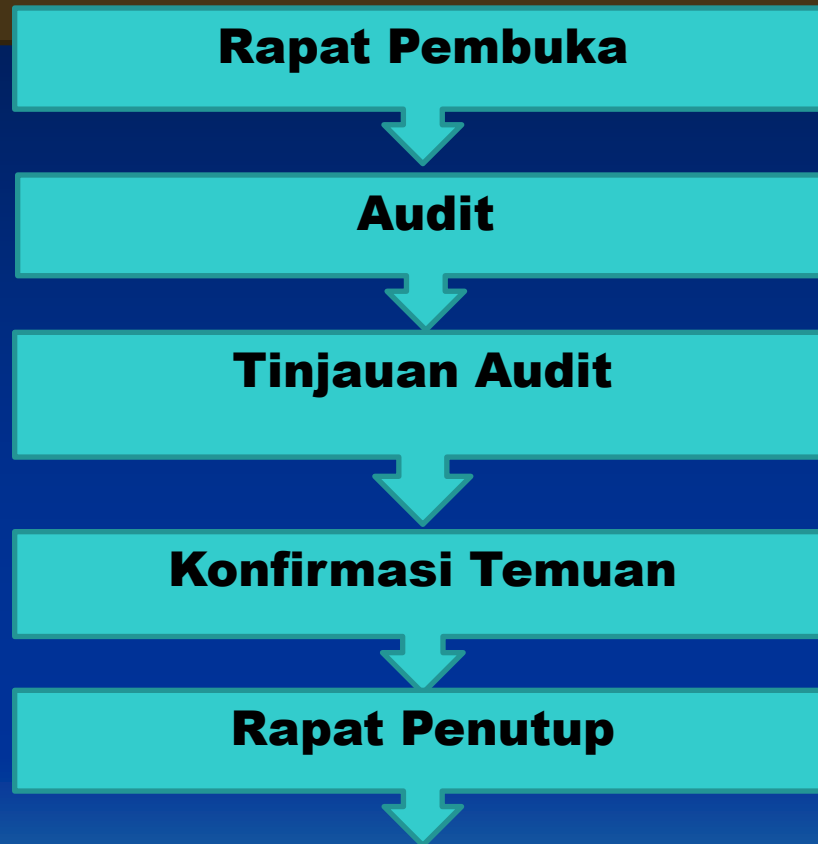 Rapat Pembuka
Audit
Tinjauan Audit
Konfirmasi Temuan
Rapat Penutup